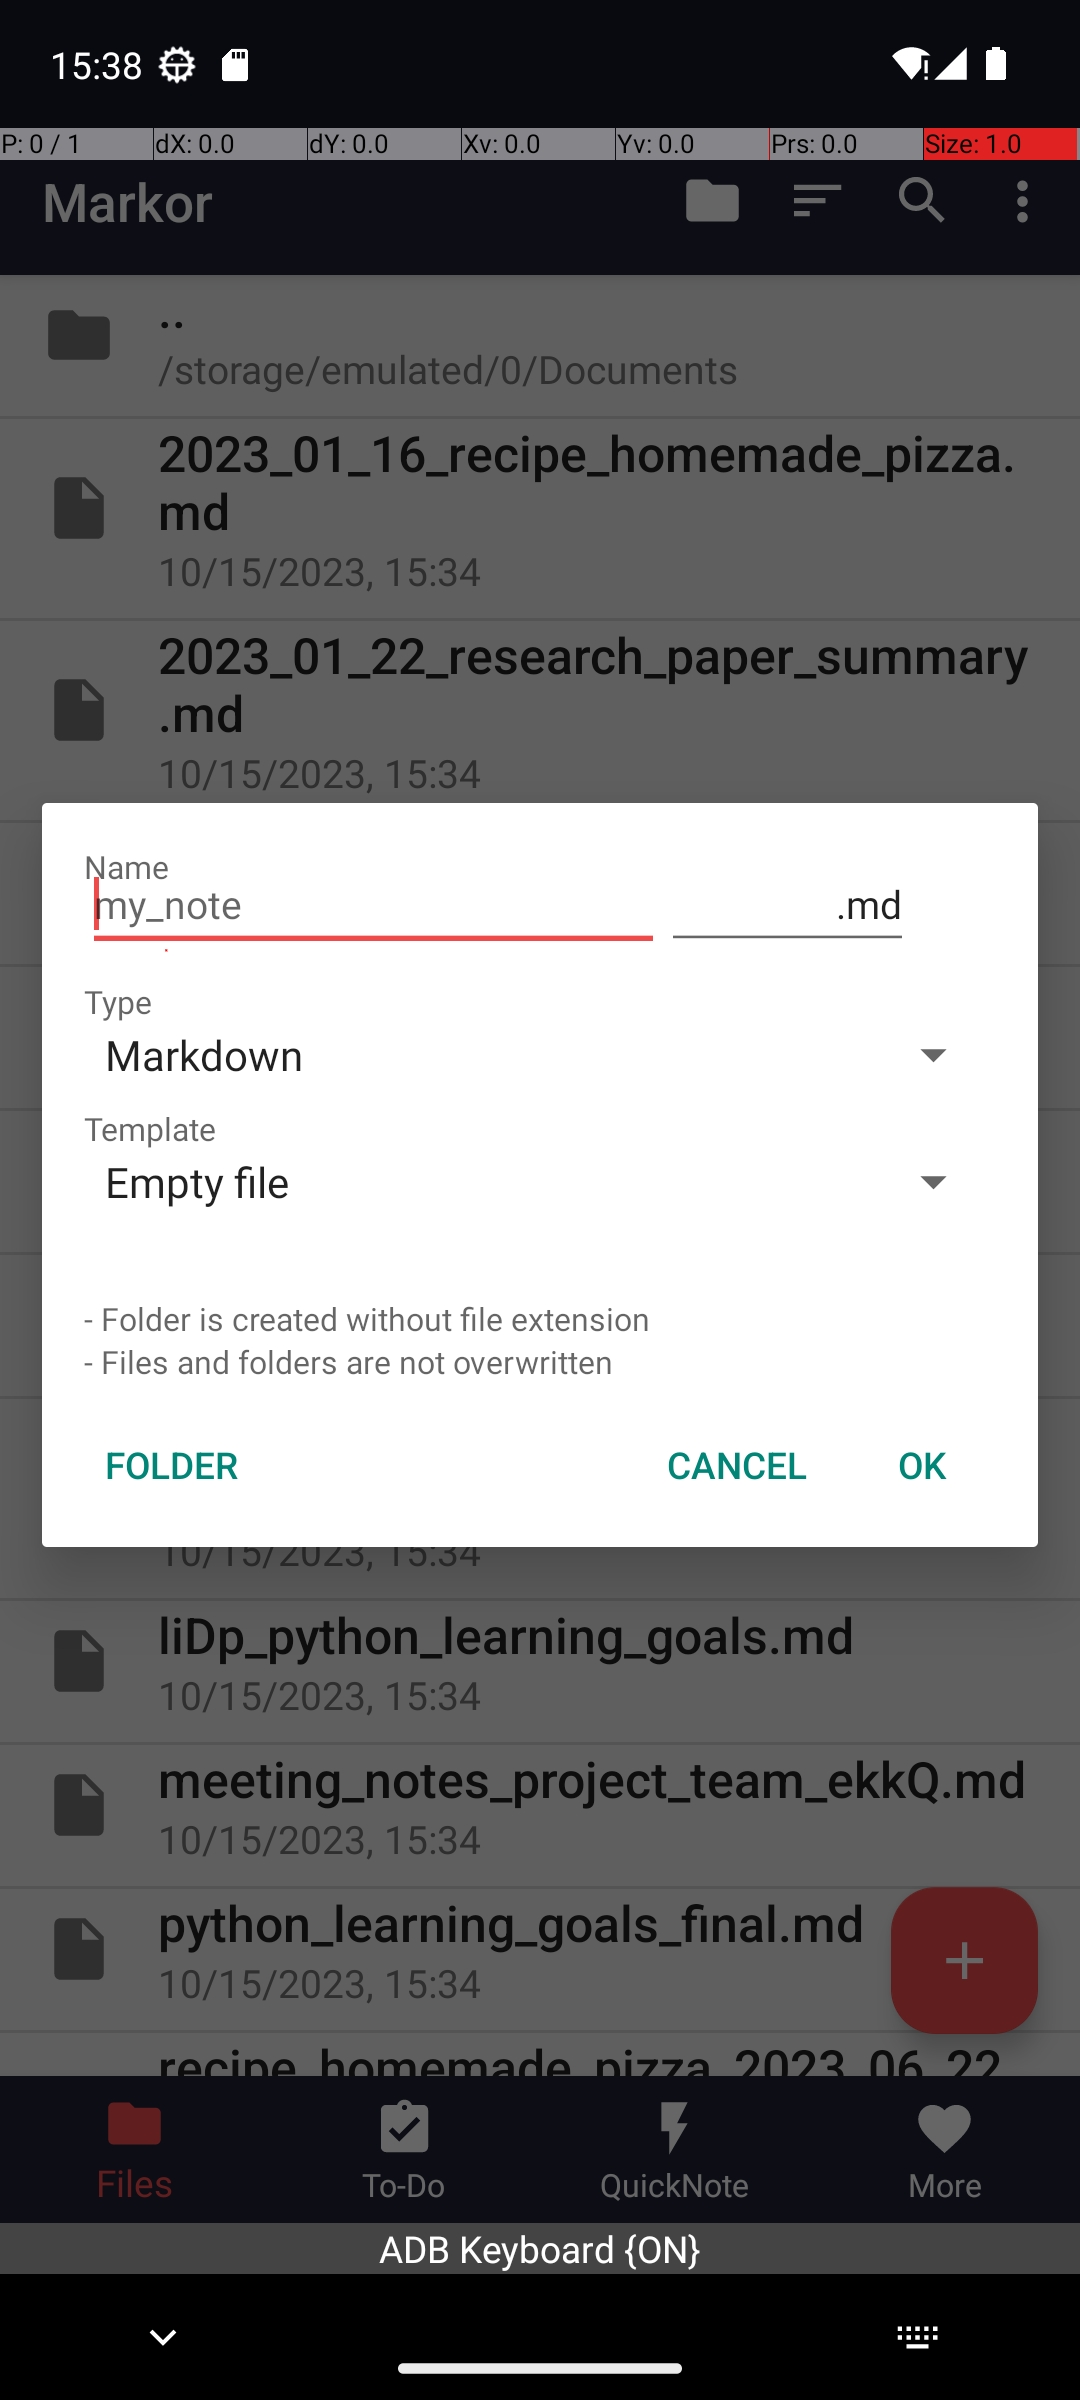 15:38
P: 0 / 1 dX: 0.0 dY: 0.0 Xv: 0.0 Yv: 0.0 Prs: 0.0 Size: 1.0
Markor
..
/storage/emulated/0/Documents
2023_01_16_recipe_homemade_pizza.
md
10/15/2023, 15:34
2023_01_22_research_paper_summary
.md
10/15/2023, 15:34
Name
my_note .md
Type
Markdown
Template
Empty file
- Folder is created without file extension
- Files and folders are not overwritten
FOLDER CANCEL OK
10/15/2023, 15:34
liDp_python_learning_goals.md
10/15/2023, 15:34
meeting_notes_project_team_ekkQ.md
10/15/2023, 15:34
python_learning_goals_final.md
10/15/2023, 15:34
recipe_homemade_pizza_2023_06_22
Files To-Do QuickNote More
ADB Keyboard {ON}